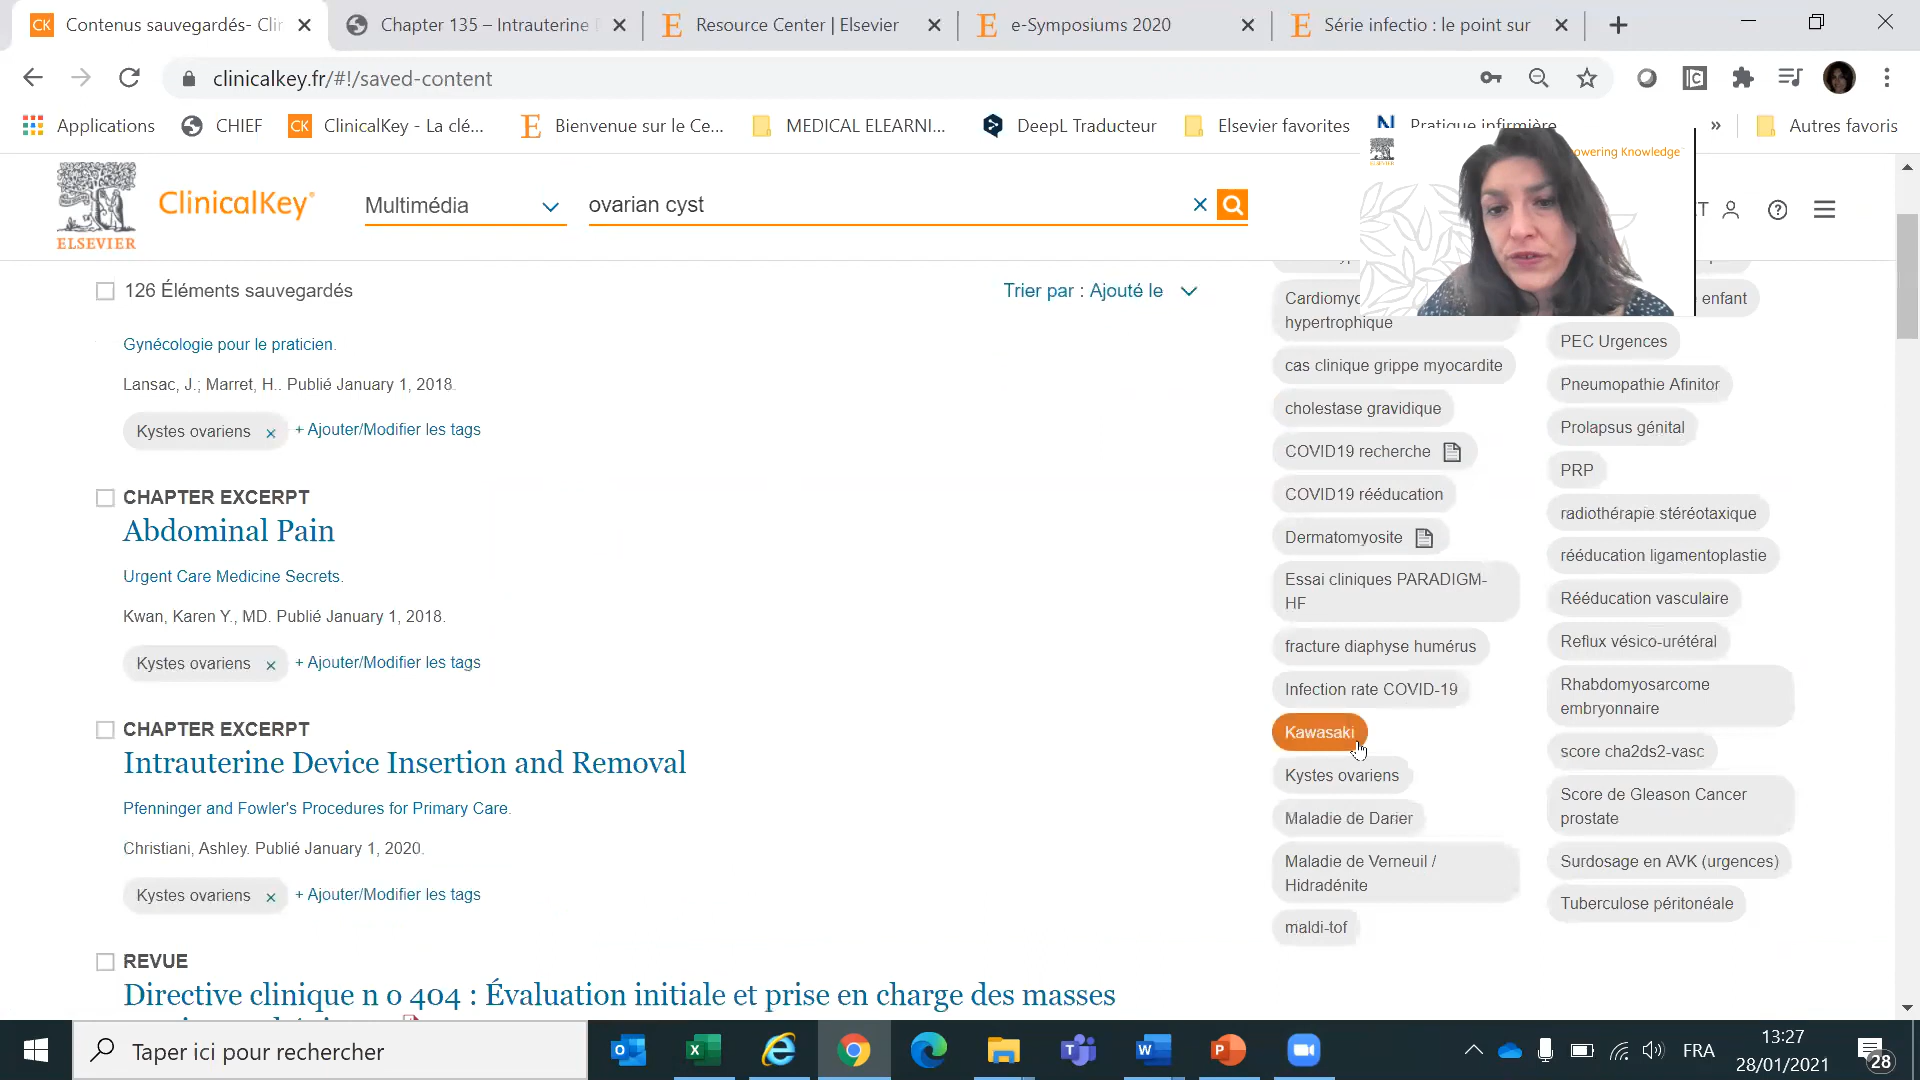 Contenus sauvegardés- Cli
Chapter 135 – Intrauterine
Resource Center | Elsevier
e-Symposiums 2020
Série infectio : le point sur
clinicalkey.fr/#!/saved-content
Applications
CHIEF
ClinicalKey - La clé...
Bienvenue sur le Ce...
MEDICAL ELEARNI...
DeepL Traducteur
Elsevier favorites
Pratique infirmière
»
Autres favoris
ELSEVIER
ClinicalKey®
Multimédia
ovarian cyst
owering Knowledge
126 Éléments sauvegardés
Trier par : Ajouté le
Gynécologie pour le praticien.
Lansac, J.; Marret, H.. Publié January 1, 2018.
Kystes ovariens ×
+ Ajouter/Modifier les tags
CHAPTER EXCERPT
Abdominal Pain
Urgent Care Medicine Secrets.
Kwan, Karen Y., MD. Publié January 1, 2018.
Kystes ovariens ×
+ Ajouter/Modifier les tags
CHAPTER EXCERPT
Intrauterine Device Insertion and Removal
Pfenninger and Fowler's Procedures for Primary Care.
Christiani, Ashley. Publié January 1, 2020.
Kystes ovariens ×
+ Ajouter/Modifier les tags
REVUE
Directive clinique n o 404 : Évaluation initiale et prise en charge des masses
hypertrophique
cas clinique grippe myocardite
cholestase gravidique
COVID19 recherche
COVID19 rééducation
Dermatomyosite
Essai cliniques PARADIGM-
HF
fracture diaphyse humérus
Infection rate COVID-19
Kawasaki
Kystes ovariens
Maladie de Darier
Maladie de Verneuil /
Hidradénite
maldi-tof
enfant
PEC Urgences
Pneumopathie Afinitor
Prolapsus génital
PRP
radiothérapie stéréotaxique
rééducation ligamentoplastie
Rééducation vasculaire
Reflux vésico-urétéral
Rhabdomyosarcome
embryonnaire
score cha2ds2-vasc
Score de Gleason Cancer
prostate
Surdosage en AVK (urgences)
Tuberculose péritonéale
Taper ici pour rechercher
FRA
13:27
28/01/2021
28